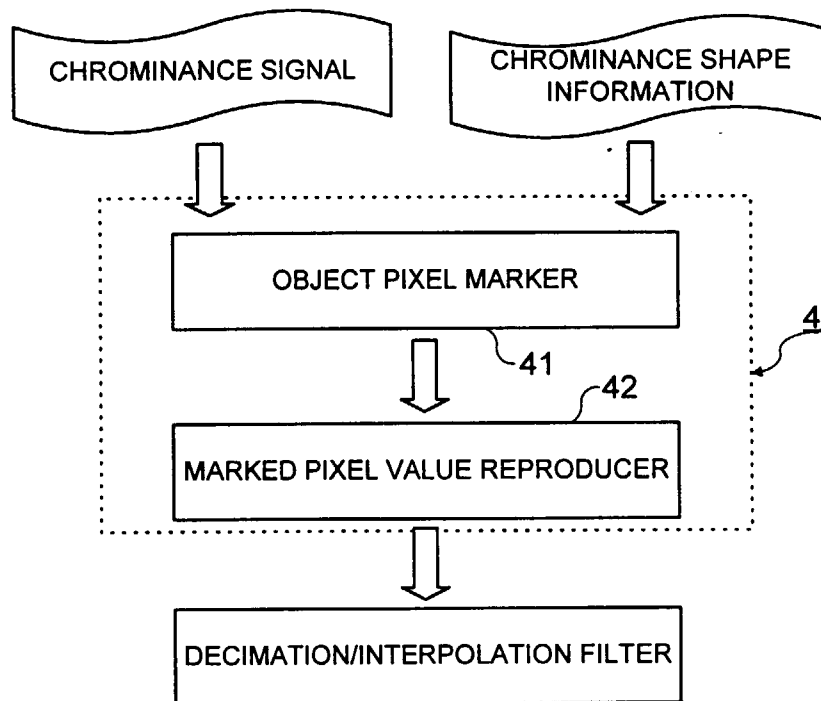 CHROMINANCE SIGNAL
CHROMINANCE SHAPE
INFORMATION
OBJECT PIXEL MARKER
41
4
42
MARKED PIXEL VALUE REPRODUCER
DECIMATION/INTERPOLATION FILTER